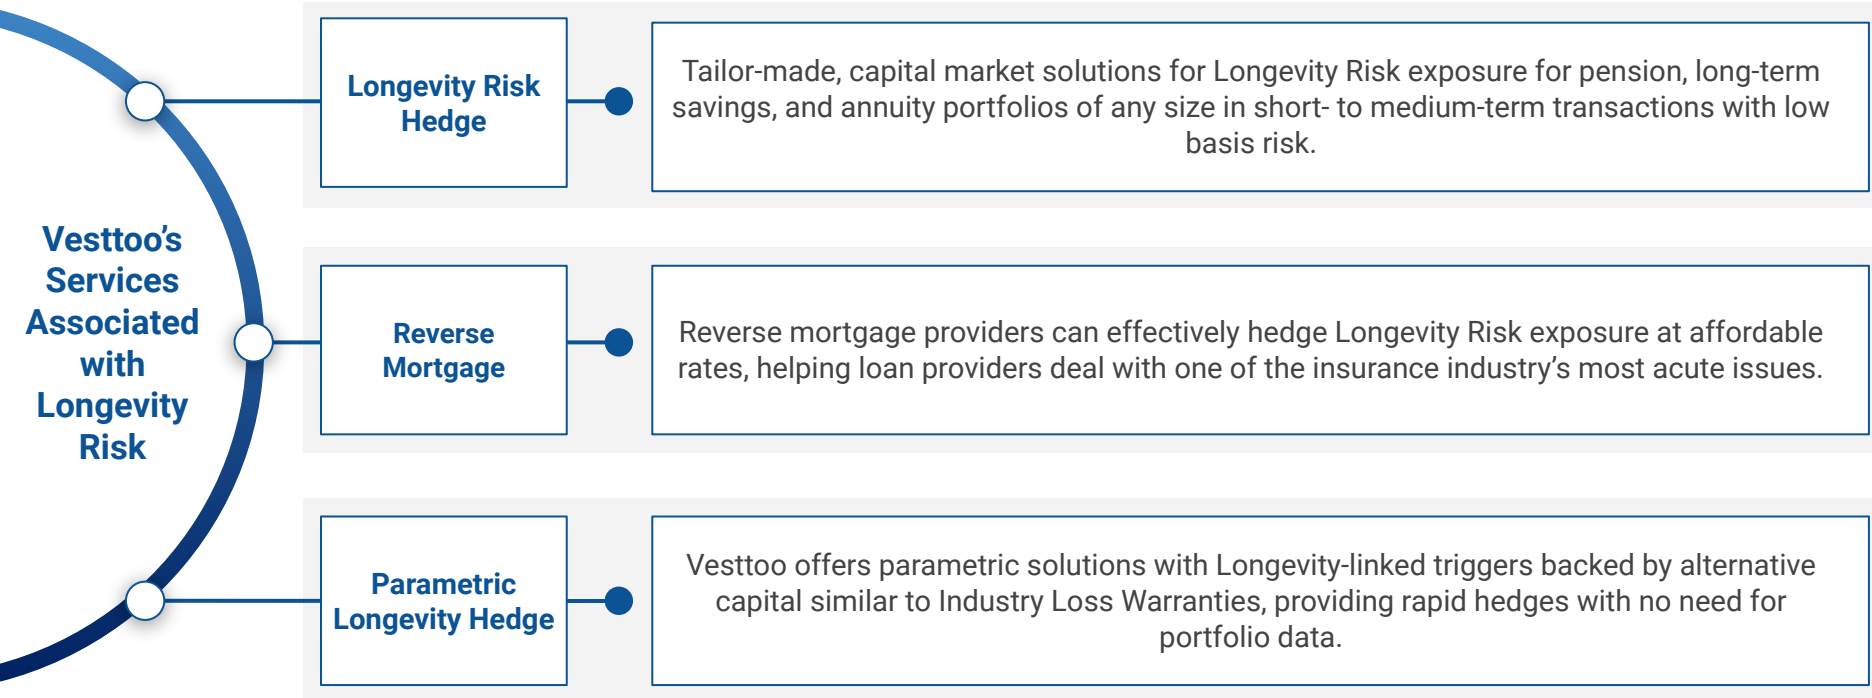 Vesttoo’s
Services
Associated
with
Longevity
Risk
Longevity Risk
Hedge
Tailor-made, capital market solutions for Longevity Risk exposure for pension, long-term
savings, and annuity portfolios of any size in short- to medium-term transactions with low
basis risk.
Reverse
Mortgage
Reverse mortgage providers can effectively hedge Longevity Risk exposure at affordable
rates, helping loan providers deal with one of the insurance industry’s most acute issues.
Parametric
Longevity Hedge
Vesttoo offers parametric solutions with Longevity-linked triggers backed by alternative
capital similar to Industry Loss Warranties, providing rapid hedges with no need for
portfolio data.